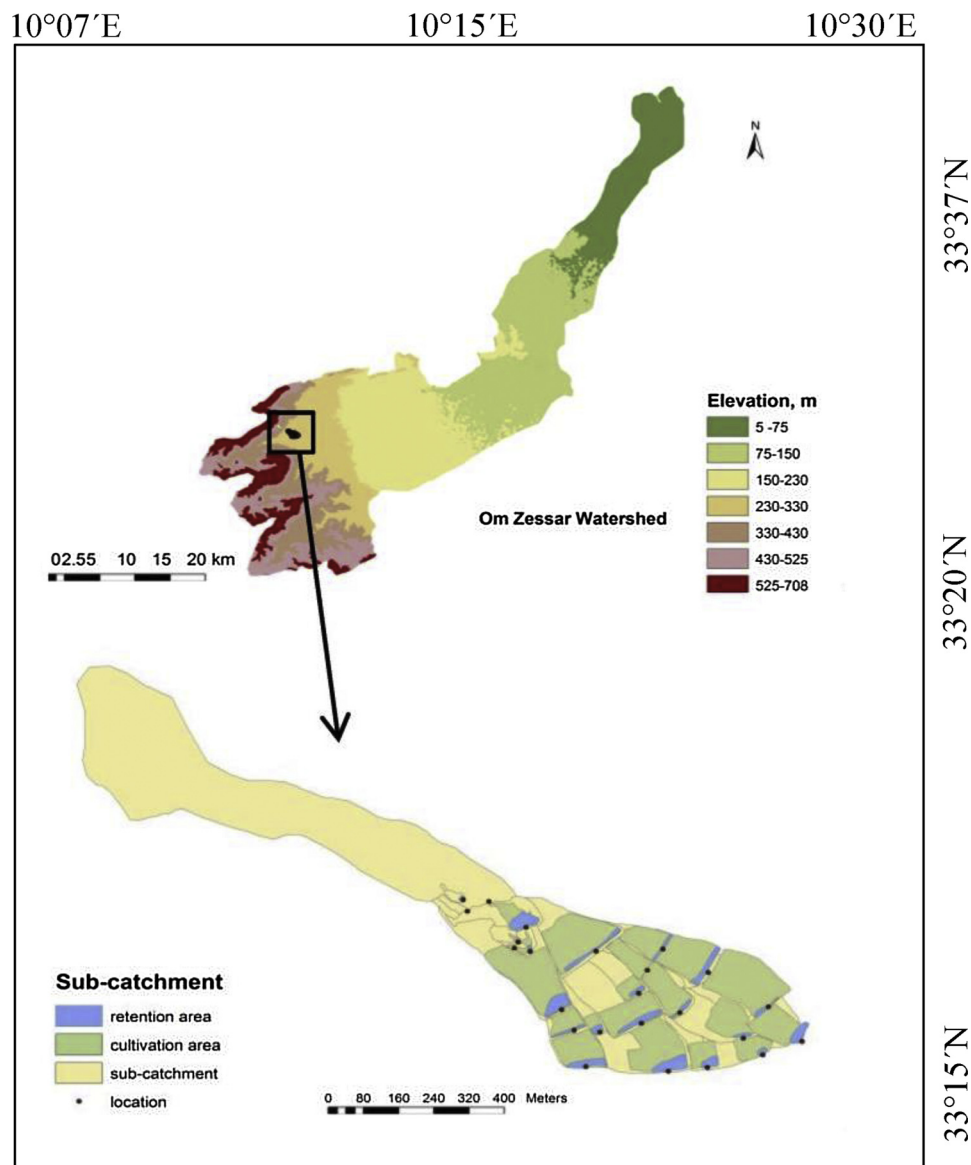 10°07´E 10°15´E 10°30´E
N
33°37´N
Elevation, m
5 -75
75-150
150-230
230-330
330-430
430-525
525-708
Om Zessar Watershed
02.55 10 15 20 km
33°20´N
Sub-catchment
retention area
cultivation area
sub-catchment
location
0 80 160 240 320 400 Meters
33°15´N